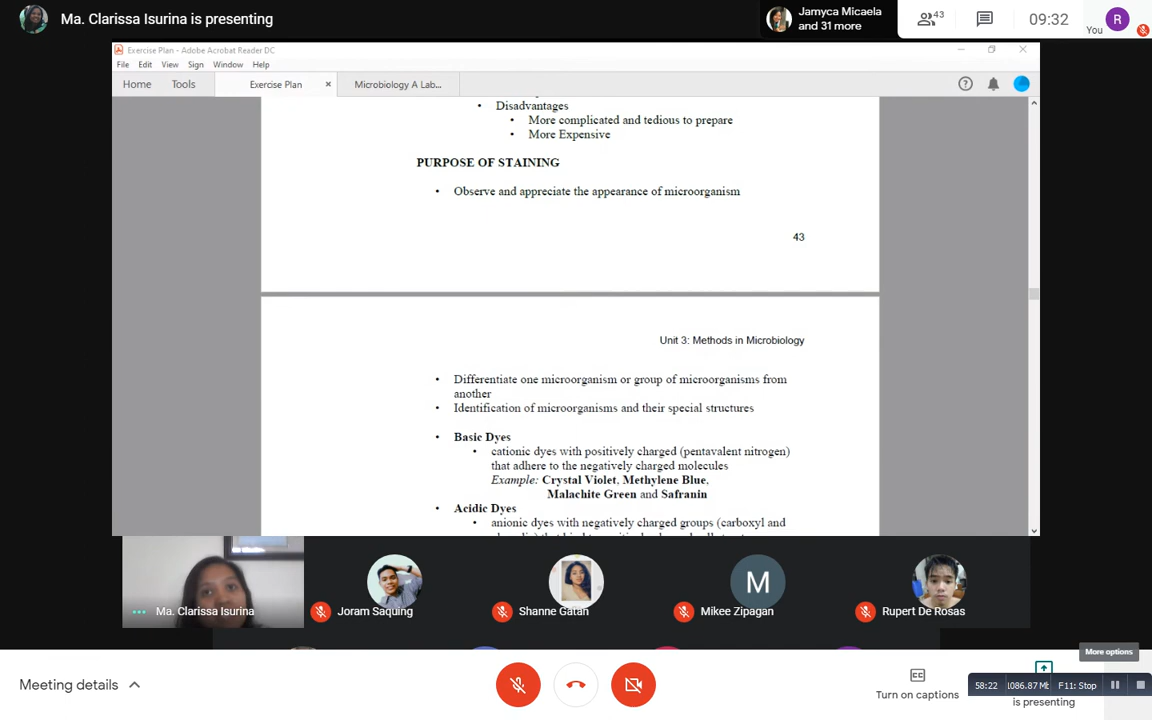 Ma. Clarissa Isurina is presenting
Jamyca Micaela
and 31 more
43
09:32
You
R
Exercise Plan - Adobe Acrobat Reader DC
File Edit View Sign Window Help
Home Tools Exercise Plan × Microbiology A Lab...
• Disadvantages
• More complicated and tedious to prepare
• More Expensive
PURPOSE OF STAINING
• Observe and appreciate the appearance of microorganism
43
Unit 3: Methods in Microbiology
• Differentiate one microorganism or group of microorganisms from
another
• Identification of microorganisms and their special structures
• Basic Dyes
• cationic dyes with positively charged (pentavalent nitrogen)
that adhere to the negatively charged molecules
Example: Crystal Violet, Methylene Blue,
Malachite Green and Safranin
• Acidic Dyes
• anionic dyes with negatively charged groups (carboxyl and
M
Ma. Clarissa Isurina
Joram Saquing
Shanne Gatan
Mikee Zipagan
Rupert De Rosas
More options
Meeting details
Turn on captions
58:22 1086.87 Mb F11: Stop
is presenting